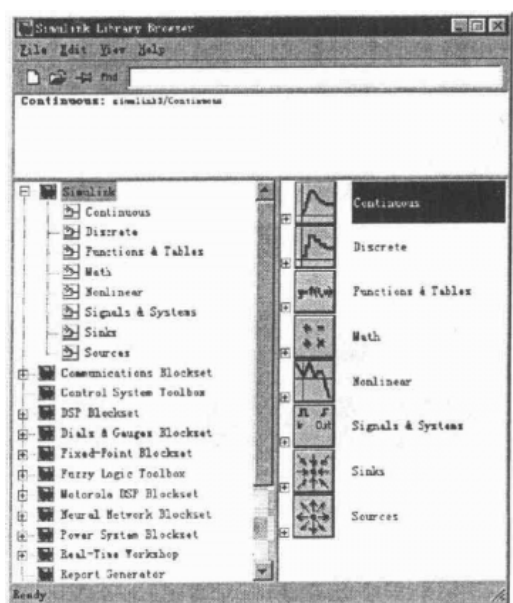 Simulink Library Browser
File Edit View Help
Find
Continuous: simulink3/Continuous
Simulink
Continuous
Discrete
Functions & Tables
Math
Nonlinear
Signals & Systems
Sinks
Sources
Communications Blockset
Control System Toolbox
DSP Blockset
Dials & Gauges Blockset
Fixed-Point Blockset
Fuzzy Logic Toolbox
Motorola DSP Blockset
Neural Network Blockset
Power System Blockset
Real-Time Workshop
Report Generator
Continuous
Discrete
Functions & Tables
Math
Nonlinear
In Out
Signals & Systems
Sinks
Sources
Ready